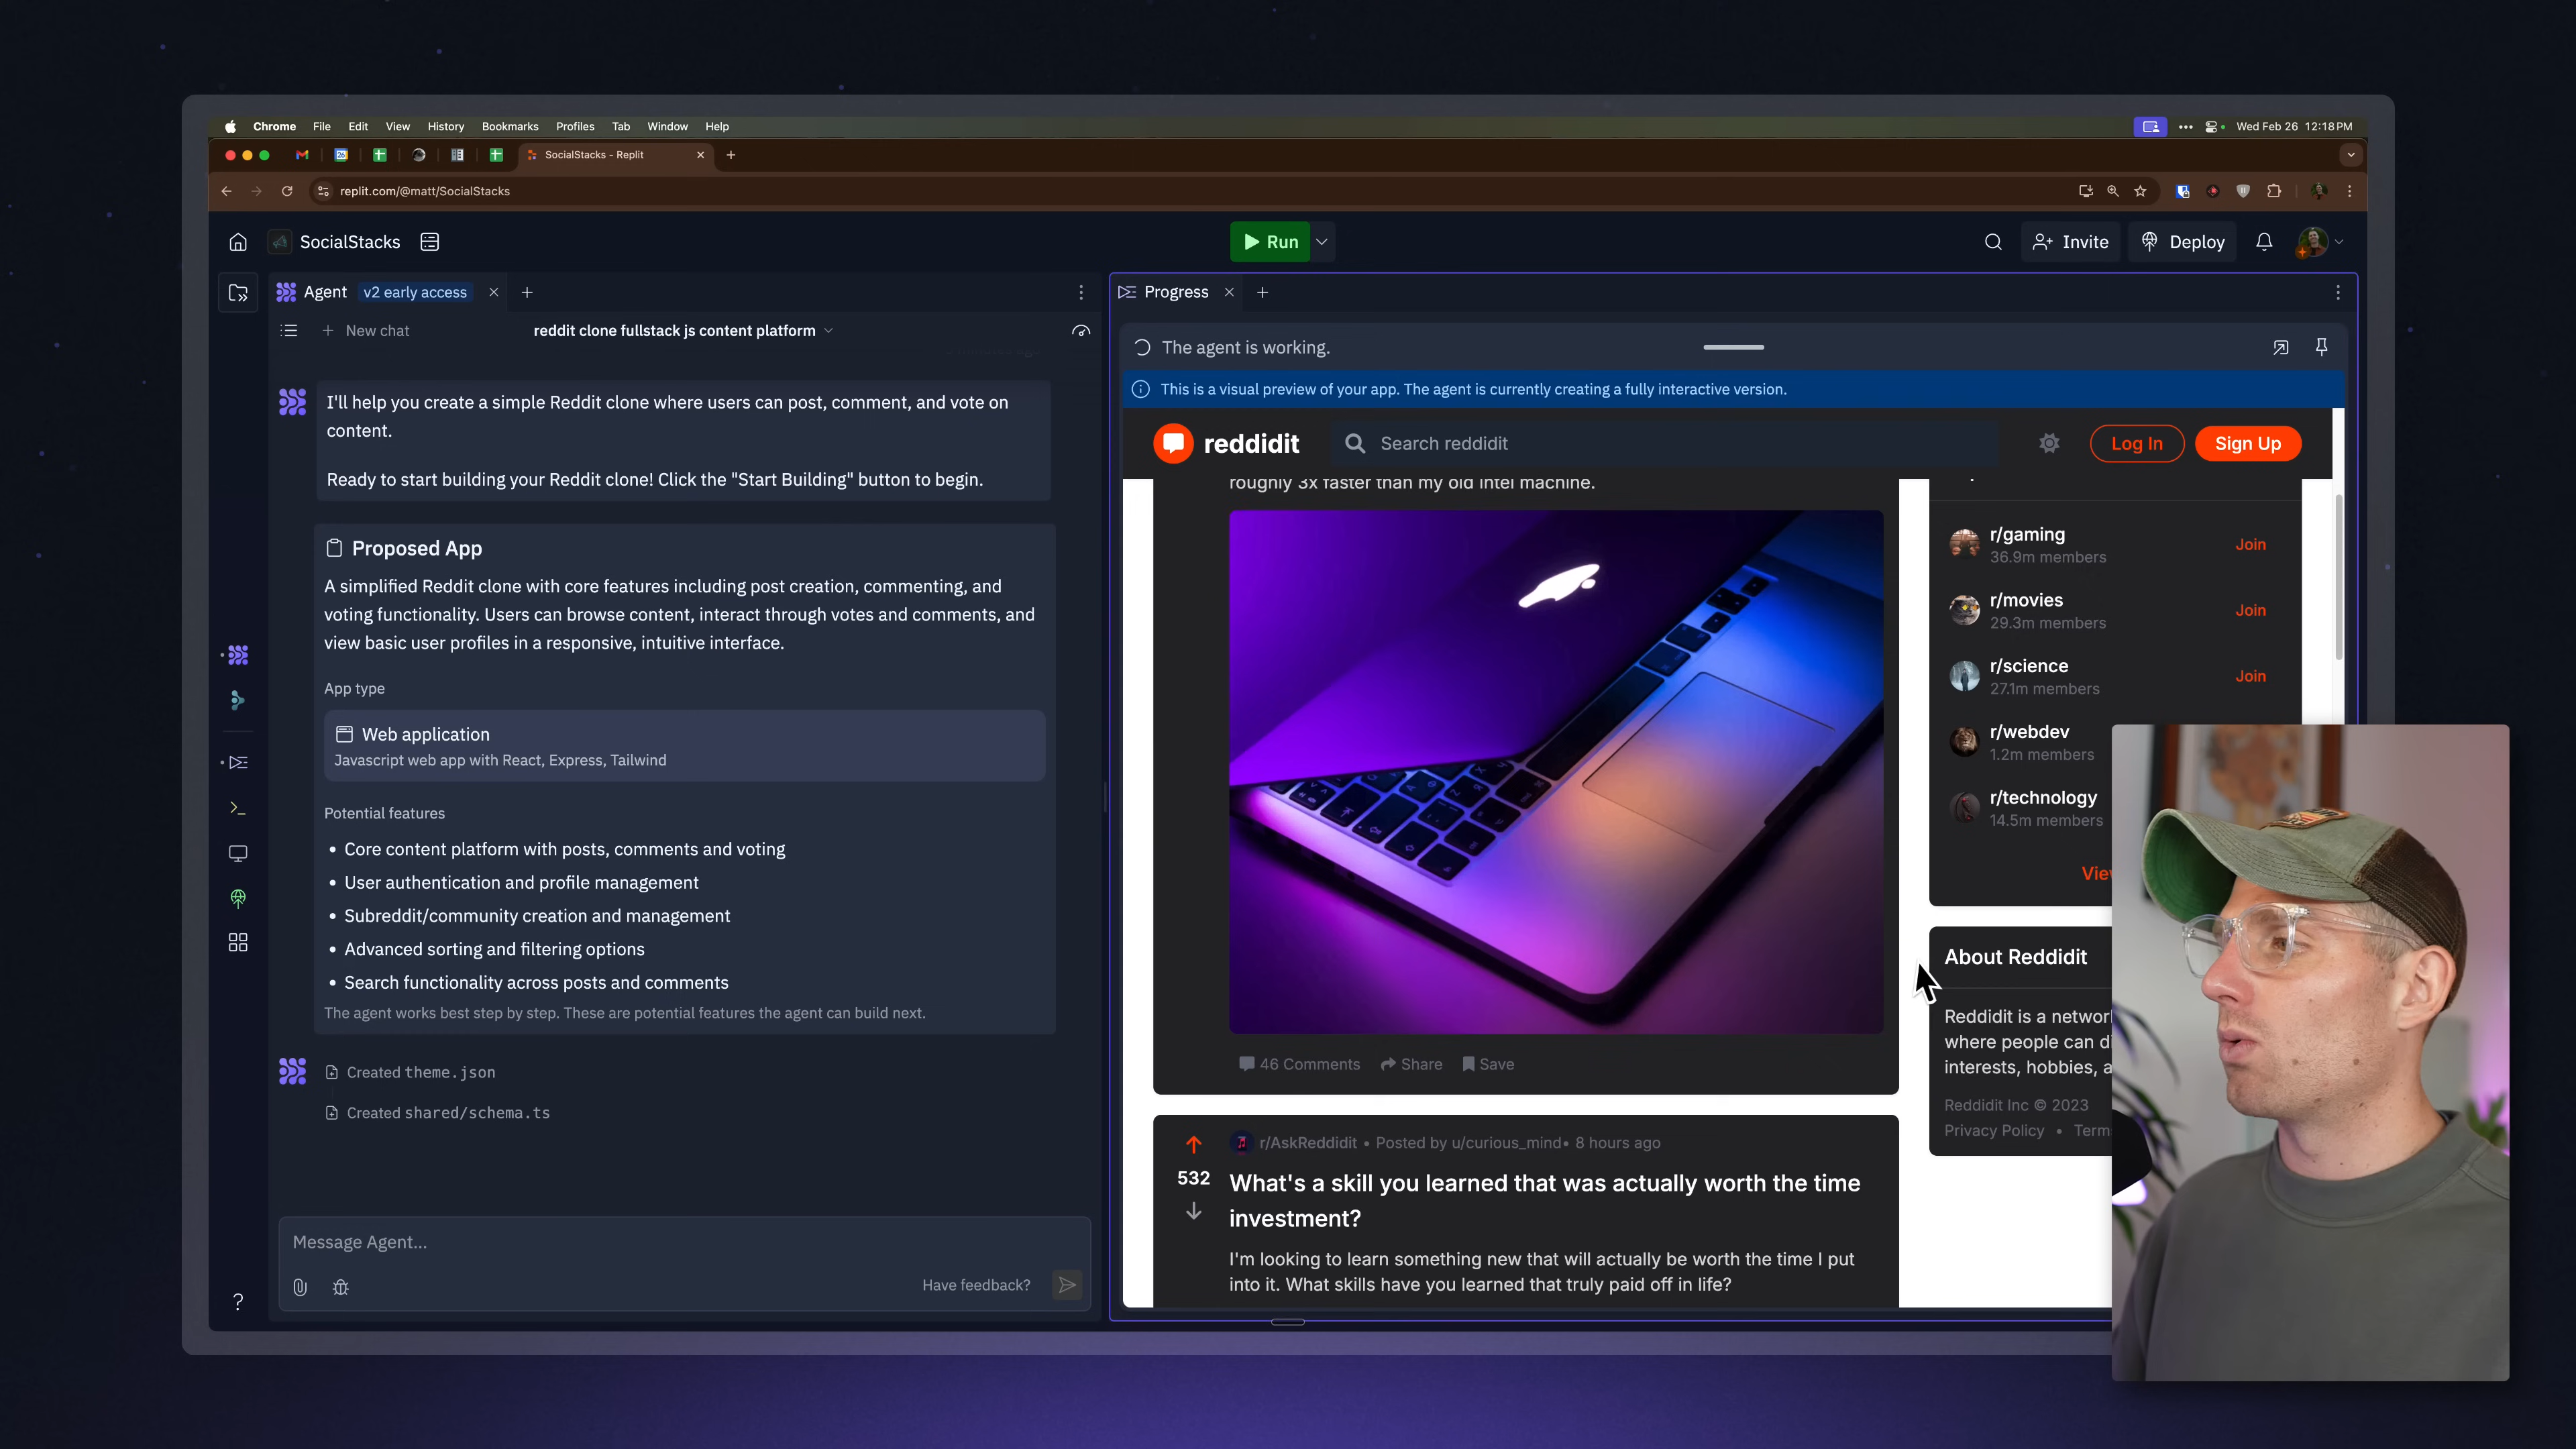 Chrome File Edit View History Bookmarks Profiles Tab Window Help
Wed Feb 26 12:18 PM
SocialStacks - Replit
replit.com/@matt/SocialStacks
SocialStacks
Run
Invite
Deploy
Agent v2 early access
New chat
reddit clone fullstack js content platform
I'll help you create a simple Reddit clone where users can post, comment, and vote on
content.
Ready to start building your Reddit clone! Click the "Start Building" button to begin.
Proposed App
A simplified Reddit clone with core features including post creation, commenting, and
voting functionality. Users can browse content, interact through votes and comments, and
view basic user profiles in a responsive, intuitive interface.
App type
Web application
Javascript web app with React, Express, Tailwind
Potential features
• Core content platform with posts, comments and voting
• User authentication and profile management
• Subreddit/community creation and management
• Advanced sorting and filtering options
• Search functionality across posts and comments
The agent works best step by step. These are potential features the agent can build next.
Created theme.json
Created shared/schema.ts
Message Agent...
Have feedback?
?
Progress
The agent is working.
This is a visual preview of your app. The agent is currently creating a fully interactive version.
reddidit
Search reddidit
Log In
Sign Up
roughly 3x faster than my old Intel machine.
46 Comments Share Save
r/AskReddidit • Posted by u/curious_mind• 8 hours ago
532
What's a skill you learned that was actually worth the time
investment?
I'm looking to learn something new that will actually be worth the time I put
into it. What skills have you learned that truly paid off in life?
r/gaming
36.9m members
Join
r/movies
29.3m members
Join
r/science
27.1m members
Join
r/webdev
1.2m members
r/technology
14.5m members
About Reddidit
Reddidit is a
where people can
interests, hobbies,
Reddidit Inc © 2023
Privacy Policy •